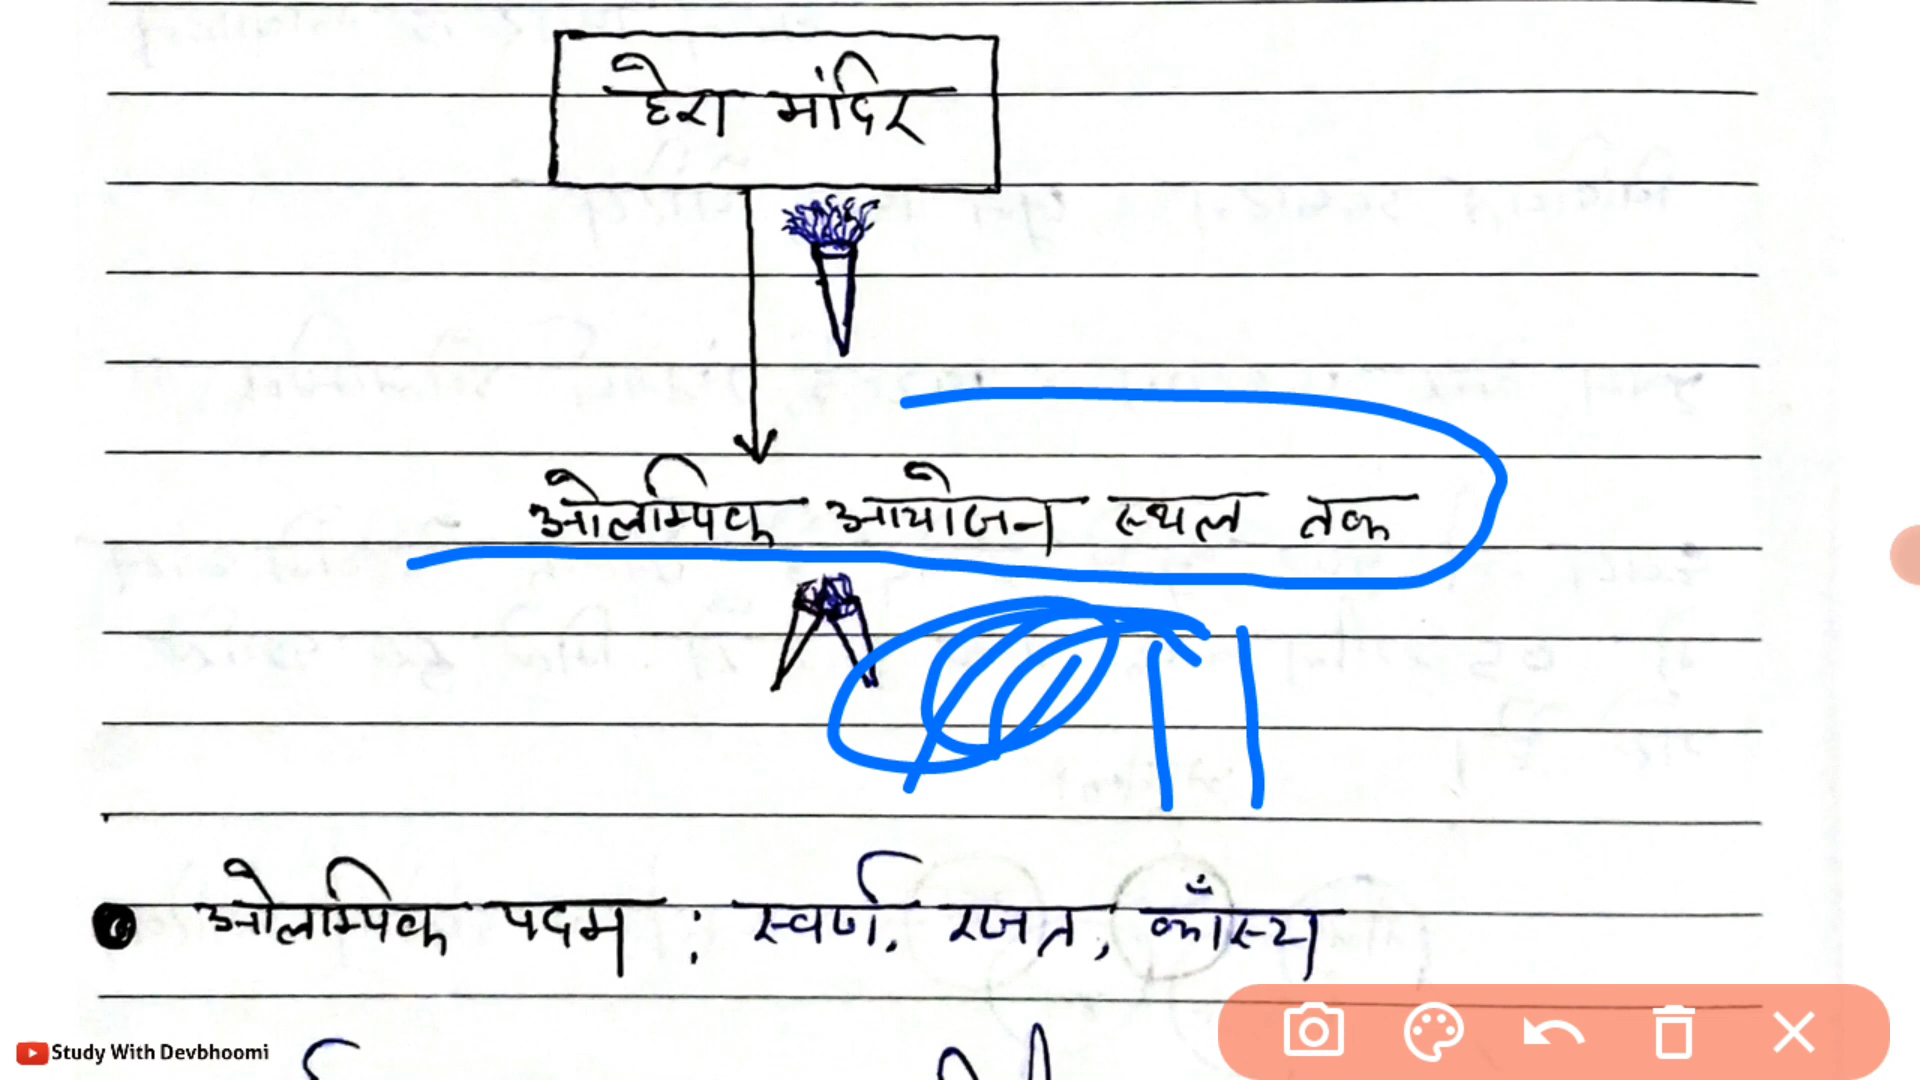 हेरा मंदिर
ओलम्पिक आयोजन स्थल तक
ओलम्पिक पदम : स्वर्ण, रजत, काँस्य
Study With Devbhoomi